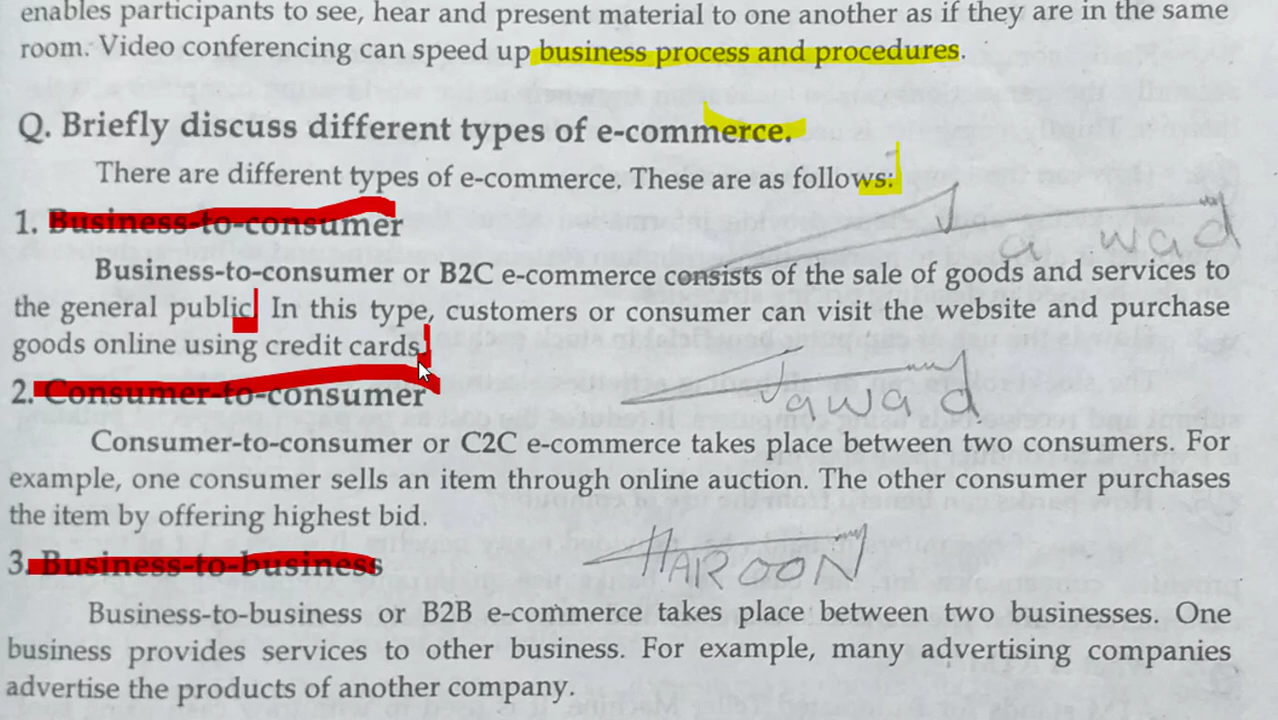 enables participants to see, hear and present material to one another as if they are in the same
room. Video conferencing can speed up business process and procedures.
Q. Briefly discuss different types of e-commerce.
There are different types of e-commerce. These are as follows:
1. Business-to-consumer
Business-to-consumer or B2C e-commerce consists of the sale of goods and services to
the general public. In this type, customers or consumer can visit the website and purchase
goods online using credit cards.
2. Consumer-to-consumer
Jawad
Consumer-to-consumer or C2C e-commerce takes place between two consumers. For
example, one consumer sells an item through online auction. The other consumer purchases
the item by offering highest bid.
3. Business-to-business
HAROON
Business-to-business or B2B e-commerce takes place between two businesses. One
business provides services to other business. For example, many advertising companies
advertise the products of another company.